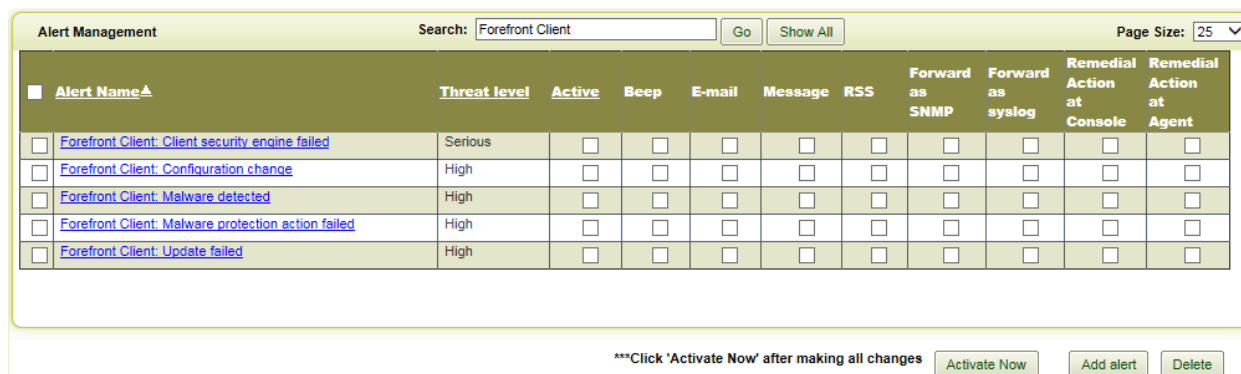 Alert Management Search: Forefront Client Go Show All Page Size: 25
Alert Name Threat level Active Beep E-mail Message RSS Forward as SNMP Forward as syslog Remedial Action at Console Remedial Action at Agent
Forefront Client: Client security engine failed Serious
Forefront Client: Configuration change High
Forefront Client: Malware detected High
Forefront Client: Malware protection action failed High
Forefront Client: Update failed High
***Click 'Activate Now' after making all changes Activate Now Add alert Delete